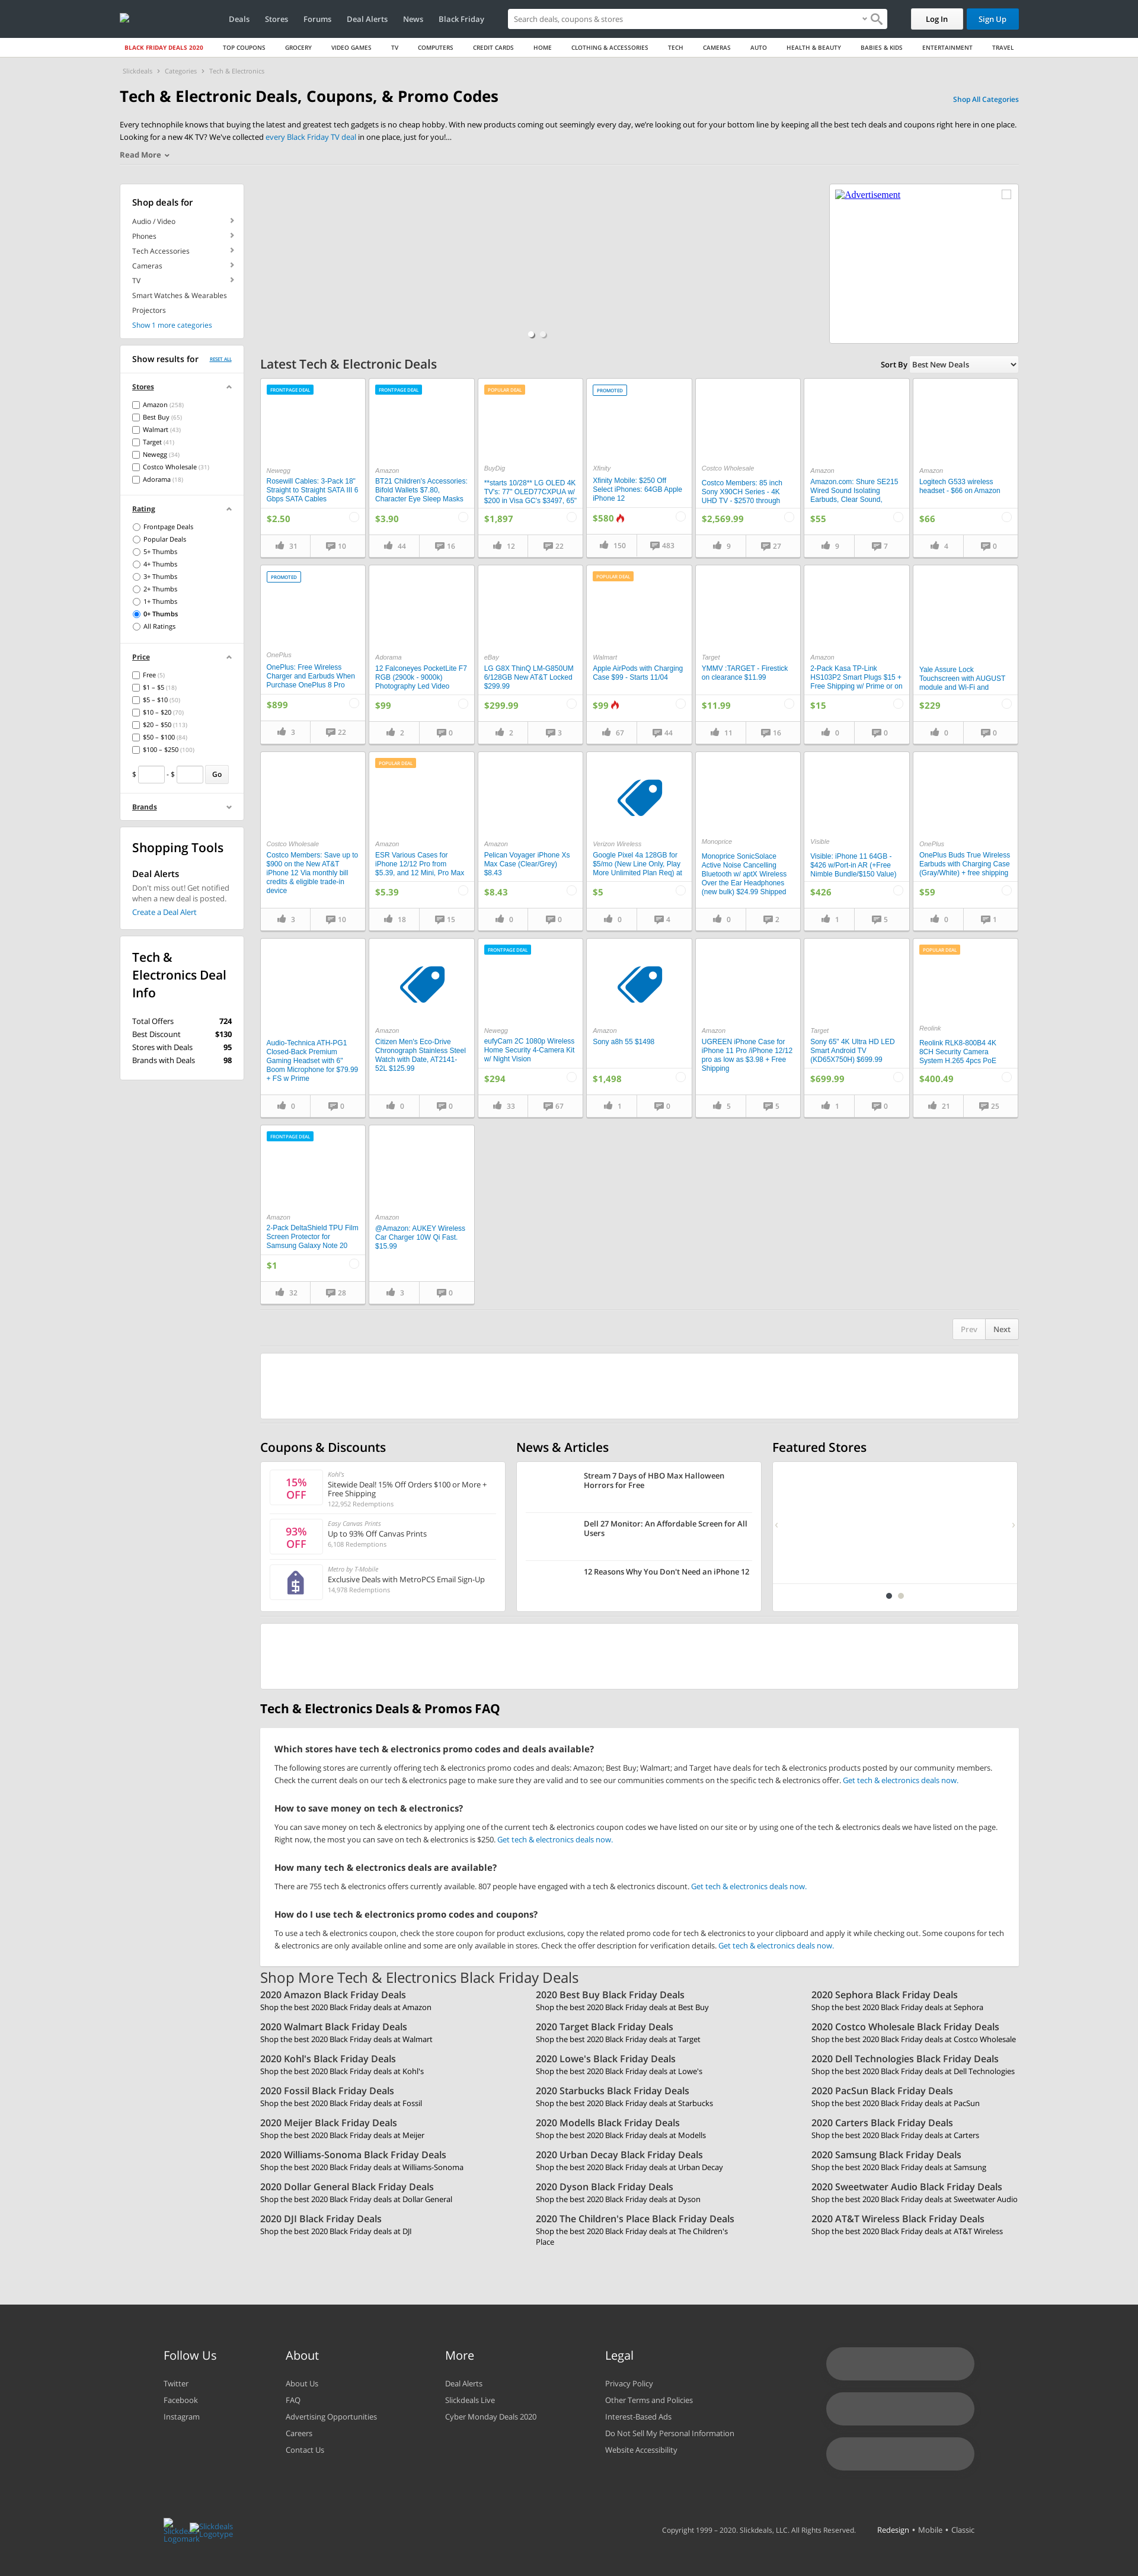 Deals Stores Forums Deal Alerts News Black Friday
Search deals, coupons & stores
Log In
Sign Up
BLACK FRIDAY DEALS 2020 TOP COUPONS GROCERY VIDEO GAMES TV COMPUTERS CREDIT CARDS HOME CLOTHING & ACCESSORIES TECH CAMERAS AUTO HEALTH & BEAUTY BABIES & KIDS ENTERTAINMENT TRAVEL
Slickdeals > Categories > Tech & Electronics
Tech & Electronic Deals, Coupons, & Promo Codes
Shop All Categories
Every technophile knows that buying the latest and greatest tech gadgets is no cheap hobby. With new products coming out seemingly every day, we're looking out for your bottom line by keeping all the best tech deals and coupons right here in one place.
Looking for a new 4K TV? We've collected every Black Friday TV deal in one place, just for you!...
Read More
Shop deals for
Audio / Video
Phones
Tech Accessories
Cameras
TV
Smart Watches & Wearables
Projectors
Show 1 more categories
Advertisement
Show results for
RESET ALL
Stores
Amazon (258)
Best Buy (65)
Walmart (43)
Target (41)
Newegg (34)
Costco Wholesale (31)
Adorama (18)
Rating
Frontpage Deals
Popular Deals
5+ Thumbs
4+ Thumbs
3+ Thumbs
2+ Thumbs
1+ Thumbs
0+ Thumbs
All Ratings
Price
Free (5)
$1 – $5 (18)
$5 – $10 (50)
$10 – $20 (70)
$20 – $50 (113)
$50 – $100 (84)
$100 – $250 (100)
$ - $ Go
Brands
Shopping Tools
Deal Alerts
Don't miss out! Get notified
when a new deal is posted.
Create a Deal Alert
Tech &
Electronics Deal
Info
Total Offers 724
Best Discount $130
Stores with Deals 95
Brands with Deals 98
Latest Tech & Electronic Deals
Sort By Best New Deals
FRONTPAGE DEAL
Newegg
Rosewill Cables: 3-Pack 18"
Straight to Straight SATA III 6
Gbps SATA Cables
$2.50
31 10
FRONTPAGE DEAL
Amazon
BT21 Children's Accessories:
Bifold Wallets $7.80,
Character Eye Sleep Masks
$3.90
44 16
POPULAR DEAL
BuyDig
**starts 10/28** LG OLED 4K
TV's: 77" OLED77CXPUA w/
$200 in Visa GC's $3497, 65"
$1,897
12 22
PROMOTED
Xfinity
Xfinity Mobile: $250 Off
Select iPhones: 64GB Apple
iPhone 12
$580
150 483
Costco Wholesale
Costco Members: 85 inch
Sony X90CH Series - 4K
UHD TV - $2570 through
$2,569.99
9 27
Amazon
Amazon.com: Shure SE215
Wired Sound Isolating
Earbuds, Clear Sound,
$55
9 7
Amazon
Logitech G533 wireless
headset - $66 on Amazon
$66
4 0
PROMOTED
OnePlus
OnePlus: Free Wireless
Charger and Earbuds When
Purchase OnePlus 8 Pro
$899
3 22
Adorama
12 Falconeyes PocketLite F7
RGB (2900k - 9000k)
Photography Led Video
$99
2 0
eBay
LG G8X ThinQ LM-G850UM
6/128GB New AT&T Locked
$299.99
$299.99
2 3
POPULAR DEAL
Walmart
Apple AirPods with Charging
Case $99 - Starts 11/04
$99
67 44
Target
YMMV :TARGET - Firestick
on clearance $11.99
$11.99
11 16
Amazon
2-Pack Kasa TP-Link
HS103P2 Smart Plugs $15 +
Free Shipping w/ Prime or on
$15
0 0
Yale Assure Lock
Touchscreen with AUGUST
module and Wi-Fi and
$229
0 0
Costco Wholesale
Costco Members: Save up to
$900 on the New AT&T
iPhone 12 Via monthly bill
credits & eligible trade-in
device
3 10
POPULAR DEAL
Amazon
ESR Various Cases for
iPhone 12/12 Pro from
$5.39, and 12 Mini, Pro Max
$5.39
18 15
Amazon
Pelican Voyager iPhone Xs
Max Case (Clear/Grey)
$8.43
$8.43
0 0
Verizon Wireless
Google Pixel 4a 128GB for
$5/mo (New Line Only, Play
More Unlimited Plan Req) at
$5
0 4
Monoprice
Monoprice SonicSolace
Active Noise Cancelling
Bluetooth w/ aptX Wireless
Over the Ear Headphones
(new bulk) $24.99 Shipped
0 2
Visible
Visible: iPhone 11 64GB -
$426 w/Port-in AR (+Free
Nimble Bundle/$150 Value)
$426
1 5
OnePlus
OnePlus Buds True Wireless
Earbuds with Charging Case
(Gray/White) + free shipping
$59
0 1
Audio-Technica ATH-PG1
Closed-Back Premium
Gaming Headset with 6"
Boom Microphone for $79.99
+ FS w Prime
0 0
Amazon
Citizen Men's Eco-Drive
Chronograph Stainless Steel
Watch with Date, AT2141-
52L $125.99
0 0
FRONTPAGE DEAL
Newegg
eufyCam 2C 1080p Wireless
Home Security 4-Camera Kit
w/ Night Vision
$294
33 67
Amazon
Sony a8h 55 $1498
$1,498
1 0
Amazon
UGREEN iPhone Case for
iPhone 11 Pro /iPhone 12/12
pro as low as $3.98 + Free
Shipping
5 5
Target
Sony 65" 4K Ultra HD LED
Smart Android TV
(KD65X750H) $699.99
$699.99
1 0
POPULAR DEAL
Reolink
Reolink RLK8-800B4 4K
8CH Security Camera
System H.265 4pcs PoE
$400.49
21 25
FRONTPAGE DEAL
Amazon
2-Pack DeltaShield TPU Film
Screen Protector for
Samsung Galaxy Note 20
$1
32 28
Amazon
@Amazon: AUKEY Wireless
Car Charger 10W Qi Fast.
$15.99
3 0
Prev Next
Coupons & Discounts
15%
OFF
Kohl's
Sitewide Deal! 15% Off Orders $100 or More +
Free Shipping
122,952 Redemptions
93%
OFF
Easy Canvas Prints
Up to 93% Off Canvas Prints
6,108 Redemptions
Metro by T-Mobile
Exclusive Deals with MetroPCS Email Sign-Up
14,978 Redemptions
News & Articles
Stream 7 Days of HBO Max Halloween
Horrors for Free
Dell 27 Monitor: An Affordable Screen for All
Users
12 Reasons Why You Don't Need an iPhone 12
Featured Stores
Tech & Electronics Deals & Promos FAQ
Which stores have tech & electronics promo codes and deals available?
The following stores are currently offering tech & electronics promo codes and deals: Amazon; Best Buy; Walmart; and Target have deals for tech & electronics products posted by our community members.
Check the current deals on our tech & electronics page to make sure they are valid and to see our communities comments on the specific tech & electronics offer. Get tech & electronics deals now.
How to save money on tech & electronics?
You can save money on tech & electronics by applying one of the current tech & electronics coupon codes we have listed on our site or by using one of the tech & electronics deals we have listed on the page.
Right now, the most you can save on tech & electronics is $250. Get tech & electronics deals now.
How many tech & electronics deals are available?
There are 755 tech & electronics offers currently available. 807 people have engaged with a tech & electronics discount. Get tech & electronics deals now.
How do I use tech & electronics promo codes and coupons?
To use a tech & electronics coupon, check the store coupon for product exclusions, copy the related promo code for tech & electronics to your clipboard and apply it while checking out. Some coupons for tech
& electronics are only available online and some are only available in stores. Check the offer description for verification details. Get tech & electronics deals now.
Shop More Tech & Electronics Black Friday Deals
2020 Amazon Black Friday Deals
Shop the best 2020 Black Friday deals at Amazon
2020 Best Buy Black Friday Deals
Shop the best 2020 Black Friday deals at Best Buy
2020 Sephora Black Friday Deals
Shop the best 2020 Black Friday deals at Sephora
2020 Walmart Black Friday Deals
Shop the best 2020 Black Friday deals at Walmart
2020 Target Black Friday Deals
Shop the best 2020 Black Friday deals at Target
2020 Costco Wholesale Black Friday Deals
Shop the best 2020 Black Friday deals at Costco Wholesale
2020 Kohl's Black Friday Deals
Shop the best 2020 Black Friday deals at Kohl's
2020 Lowe's Black Friday Deals
Shop the best 2020 Black Friday deals at Lowe's
2020 Dell Technologies Black Friday Deals
Shop the best 2020 Black Friday deals at Dell Technologies
2020 Fossil Black Friday Deals
Shop the best 2020 Black Friday deals at Fossil
2020 Starbucks Black Friday Deals
Shop the best 2020 Black Friday deals at Starbucks
2020 PacSun Black Friday Deals
Shop the best 2020 Black Friday deals at PacSun
2020 Meijer Black Friday Deals
Shop the best 2020 Black Friday deals at Meijer
2020 Modells Black Friday Deals
Shop the best 2020 Black Friday deals at Modells
2020 Carters Black Friday Deals
Shop the best 2020 Black Friday deals at Carters
2020 Williams-Sonoma Black Friday Deals
Shop the best 2020 Black Friday deals at Williams-Sonoma
2020 Urban Decay Black Friday Deals
Shop the best 2020 Black Friday deals at Urban Decay
2020 Samsung Black Friday Deals
Shop the best 2020 Black Friday deals at Samsung
2020 Dollar General Black Friday Deals
Shop the best 2020 Black Friday deals at Dollar General
2020 Dyson Black Friday Deals
Shop the best 2020 Black Friday deals at Dyson
2020 Sweetwater Audio Black Friday Deals
Shop the best 2020 Black Friday deals at Sweetwater Audio
2020 DJI Black Friday Deals
Shop the best 2020 Black Friday deals at DJI
2020 The Children's Place Black Friday Deals
Shop the best 2020 Black Friday deals at The Children's
Place
2020 AT&T Wireless Black Friday Deals
Shop the best 2020 Black Friday deals at AT&T Wireless
Follow Us
Twitter
Facebook
Instagram
About
About Us
FAQ
Advertising Opportunities
Careers
Contact Us
More
Deal Alerts
Slickdeals Live
Cyber Monday Deals 2020
Legal
Privacy Policy
Other Terms and Policies
Interest-Based Ads
Do Not Sell My Personal Information
Website Accessibility
Slickdeals
Logotype
Copyright 1999 – 2020. Slickdeals, LLC. All Rights Reserved.
Redesign • Mobile • Classic